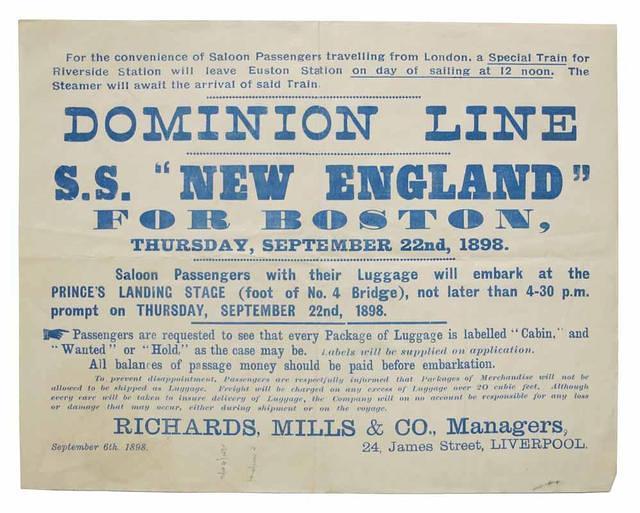 For the convenience of Saloon Passengers travelling from London, a Special Train for
Riverside Station will leave Euston Station on day of sailing at 12 noon. The
Steamer will await the arrival of said Train.
DOMINION LINE
S.S. "NEW ENGLAND"
FOR BOSTON,
THURSDAY, SEPTEMBER 22nd, 1898.
Saloon Passengers with their Luggage will embark at the
PRINCE'S LANDING STAGE (foot of No. 4 Bridge), not later than 4-30 p.m.
prompt on THURSDAY, SEPTEMBER 22nd, 1898.
Passengers are requested to see that every Package of Luggage is labelled "Cabin," and
"Wanted" or "Hold," as the case may be. Labels will be supplied on application.
All balances of passage money should be paid before embarkation.
To prevent disappointment, Passengers are respectfully informed that Packages of Merchandise will not be
allowed to be shipped as Luggage. Freight will be charged on any excess of Luggage over 20 cubic feet. Although
every care will be taken to insure delivery of Luggage, the Company will on no account be responsible for any loss
or damage that may occur, either during shipment or on the voyage.
RICHARDS, MILLS & CO., Managers,
September 6th, 1898. 24, James Street, LIVERPOOL.